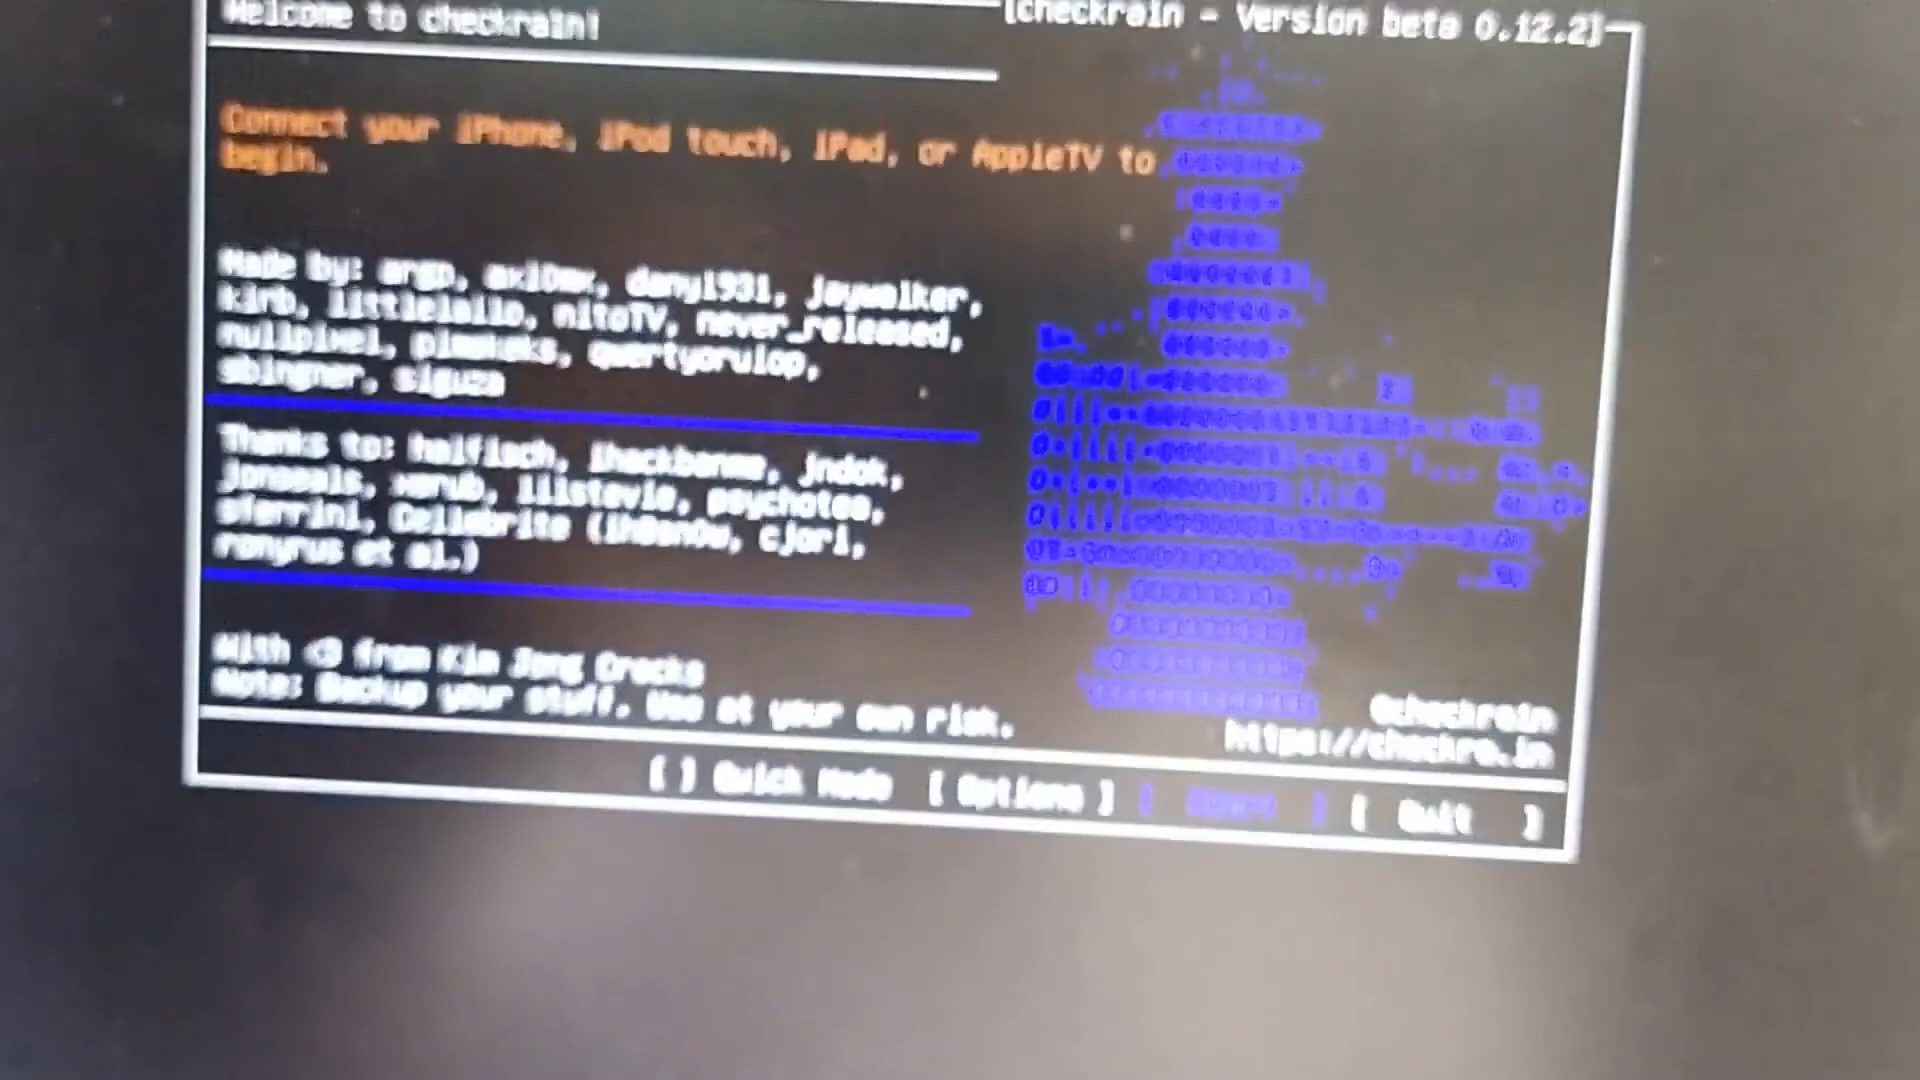 Welcome to checkra1n!
[checkra1n - Version beta 0.12.2]
Connect your iPhone, iPod touch, iPad, or AppleTV to
begin.
Made by: argp, axi0mx, danyl931, jaywalker,
kirb, littlelailo, nitoTV, never_released,
nullpixel, pimskeks, qwertyoruiop,
sbingner, siguza
Thanks to: haifisch, ihackbanme, jndok,
jonseals, xerub, lilstevie, psychotea,
sferrini, Cellebrite (ih8sn0w, cjori,
ronyrus et al.)
With <3 from Kim Jong Cracks
Note: Backup your stuff. Use at your own risk.
@checkra1n
https://checkra.in
[ ] Quick Mode [ Options ] [ Start ] [ Quit ]